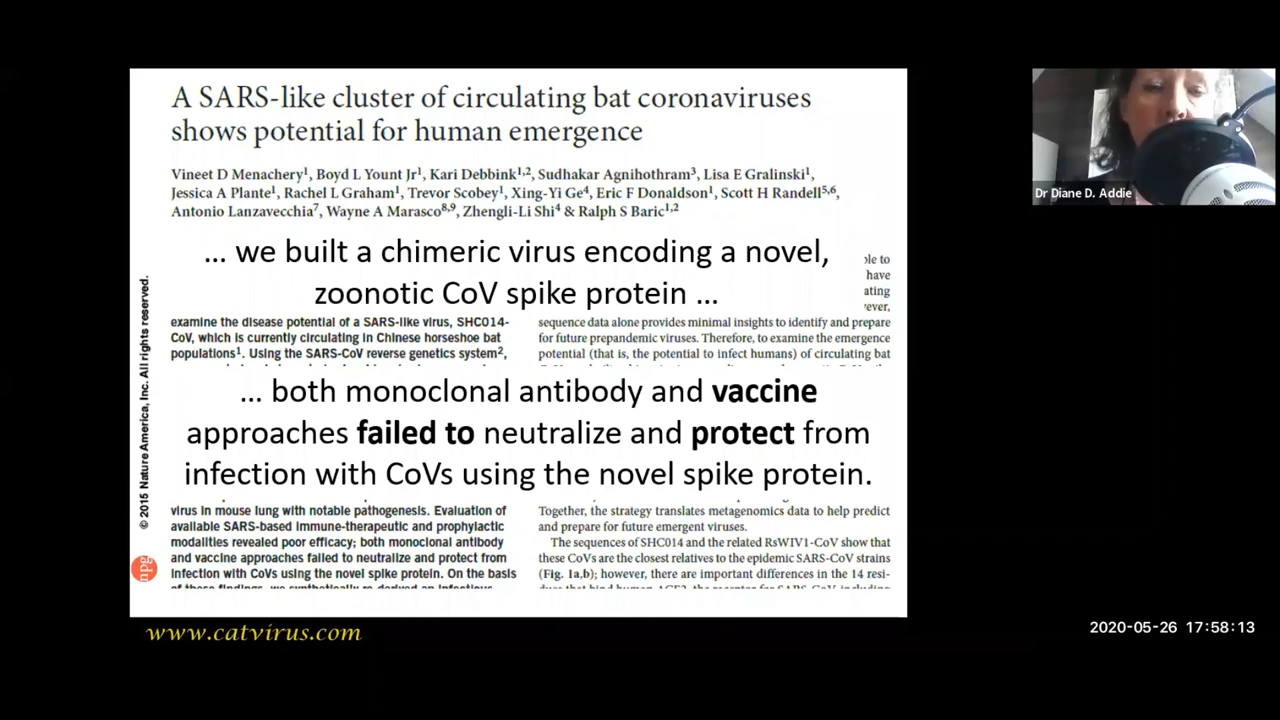 A SARS-like cluster of circulating bat coronaviruses
shows potential for human emergence
Vineet D Menachery¹, Boyd L Yount Jr¹, Kari Debbink¹,², Sudhakar Agnihothram³, Lisa E Gralinski¹,
Jessica A Plante¹, Rachel L Graham¹, Trevor Scobey¹, Xing-Yi Ge⁴, Eric F Donaldson¹, Scott H Randell⁵,⁶,
Antonio Lanzavecchia⁷, Wayne A Marasco⁸,⁹, Zhengli-Li Shi⁴ & Ralph S Baric¹,²
... we built a chimeric virus encoding a novel,
zoonotic CoV spike protein ...
to
have
examine the disease potential of a SARS-like virus, SHC014-
CoV, which is currently circulating in Chinese horseshoe bat
populations¹. Using the SARS-CoV reverse genetics system²,
sequence data alone provides minimal insights to identify and prepare
for future prepandemic viruses. Therefore, to examine the emergence
potential (that is, the potential to infect humans) of circulating bat
... both monoclonal antibody and vaccine
approaches failed to neutralize and protect from
infection with CoVs using the novel spike protein.
virus in mouse lung with notable pathogenesis. Evaluation of
available SARS-based immune-therapeutic and prophylactic
modalities revealed poor efficacy; both monoclonal antibody
and vaccine approaches failed to neutralize and protect from
infection with CoVs using the novel spike protein. On the basis
Together, the strategy translates metagenomics data to help predict
and prepare for future emergent viruses.
The sequences of SHC014 and the related RsWIV1-CoV show that
these CoVs are the closest relatives to the epidemic SARS-CoV strains
(Fig. 1a,b); however, there are important differences in the 14 resi-
© 2015 Nature America, Inc. All rights reserved.
npg
www.catvirus.com
Dr Diane D. Addie
2020-05-26 17:58:13